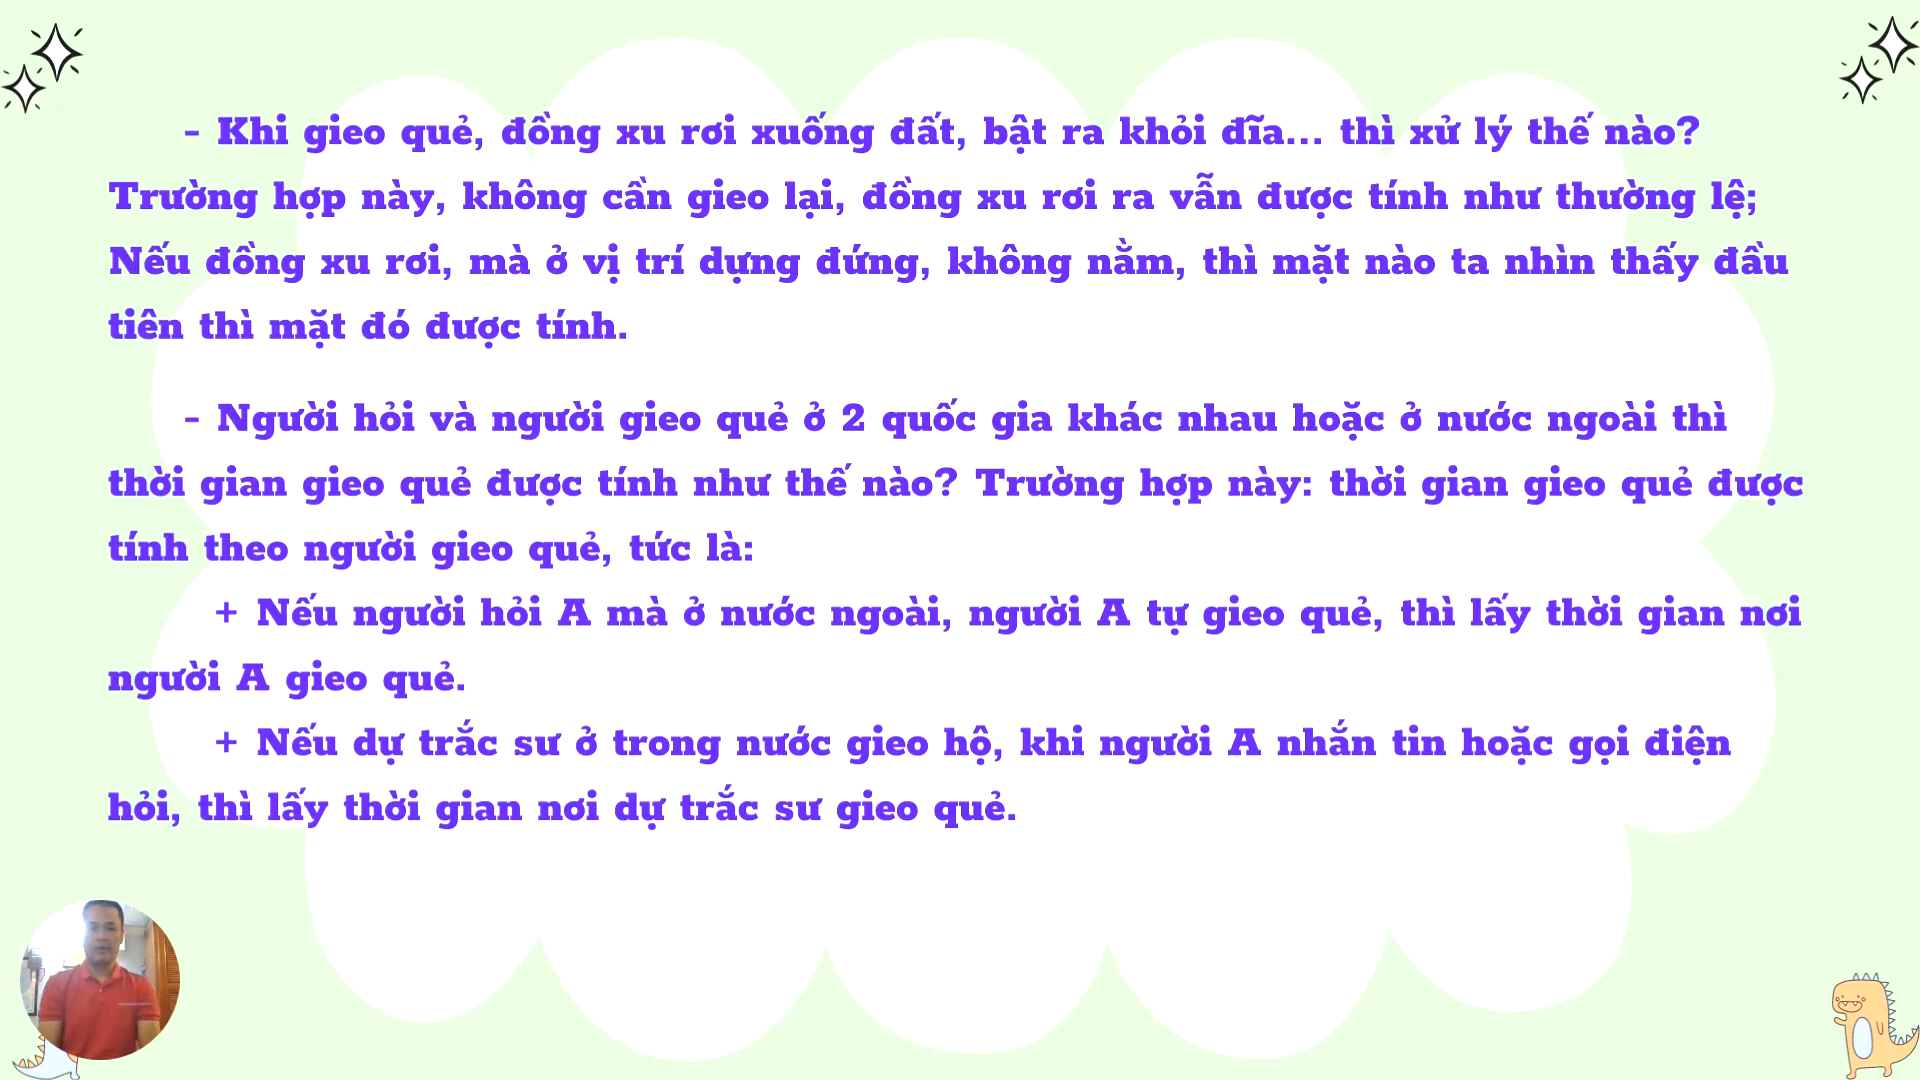 - Khi gieo quẻ, đồng xu rơi xuống đất, bật ra khỏi đĩa... thì xử lý thế nào?
Trường hợp này, không cần gieo lại, đồng xu rơi ra vẫn được tính như thường lệ;
Nếu đồng xu rơi, mà ở vị trí dựng đứng, không nằm, thì mặt nào ta nhìn thấy đầu
tiên thì mặt đó được tính.
- Người hỏi và người gieo quẻ ở 2 quốc gia khác nhau hoặc ở nước ngoài thì
thời gian gieo quẻ được tính như thế nào? Trường hợp này: thời gian gieo quẻ được
tính theo người gieo quẻ, tức là:
+ Nếu người hỏi A mà ở nước ngoài, người A tự gieo quẻ, thì lấy thời gian nơi
người A gieo quẻ.
+ Nếu dự trắc sư ở trong nước gieo hộ, khi người A nhắn tin hoặc gọi điện
hỏi, thì lấy thời gian nơi dự trắc sư gieo quẻ.